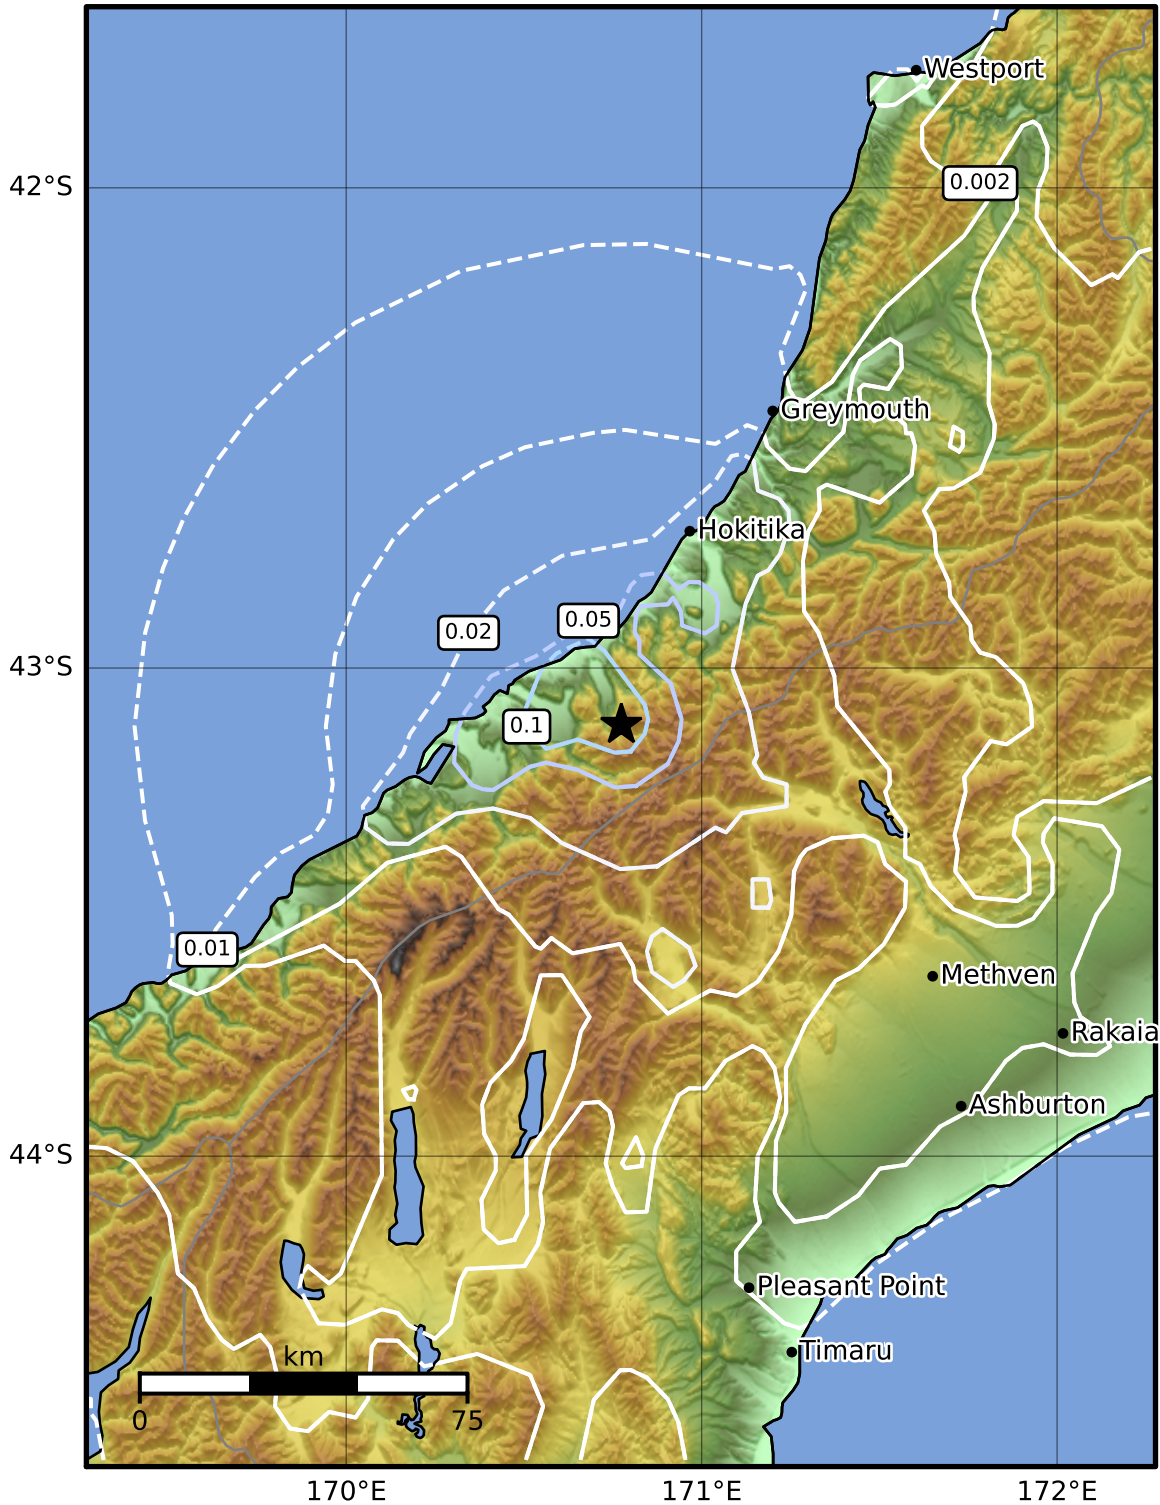 Westport
42°S
0.002
Greymouth
Hokitika
0.05
0.02
43°S
0.1
0.01
Methven
Rakaia
Ashburton
44°S
Pleasant Point
Timaru
km
0 75
170°E 171°E 172°E